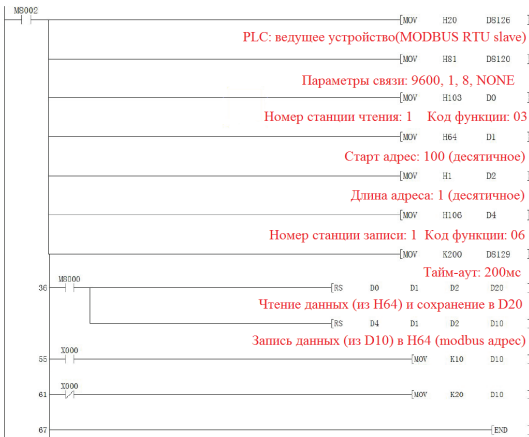 M8002
[MOV H20 D8126
PLC: ведущее устройство(MODBUS RTU slave)
[MOV H81 D8120
Параметры связи: 9600, 1, 8, NONE
[MOV H103 D0
Номер станции чтения: 1 Код функции: 03
[MOV H64 D1
Старт адрес: 100 (десятичное)
[MOV H1 D2
Длина адреса: 1 (десятичное)
[MOV H106 D4
Номер станции записи: 1 Код функции: 06
[MOV K200 D8129
Тайм-аут: 200мс
M8000
36 [RS D0 D1 D2 D20
Чтение данных (из H64) и сохранение в D20
[RS D4 D1 D2 D10
Запись данных (из D10) в H64 (modbus адрес)
X000
55 [MOV K10 D10
X000
61 [MOV K20 D10
67 [END